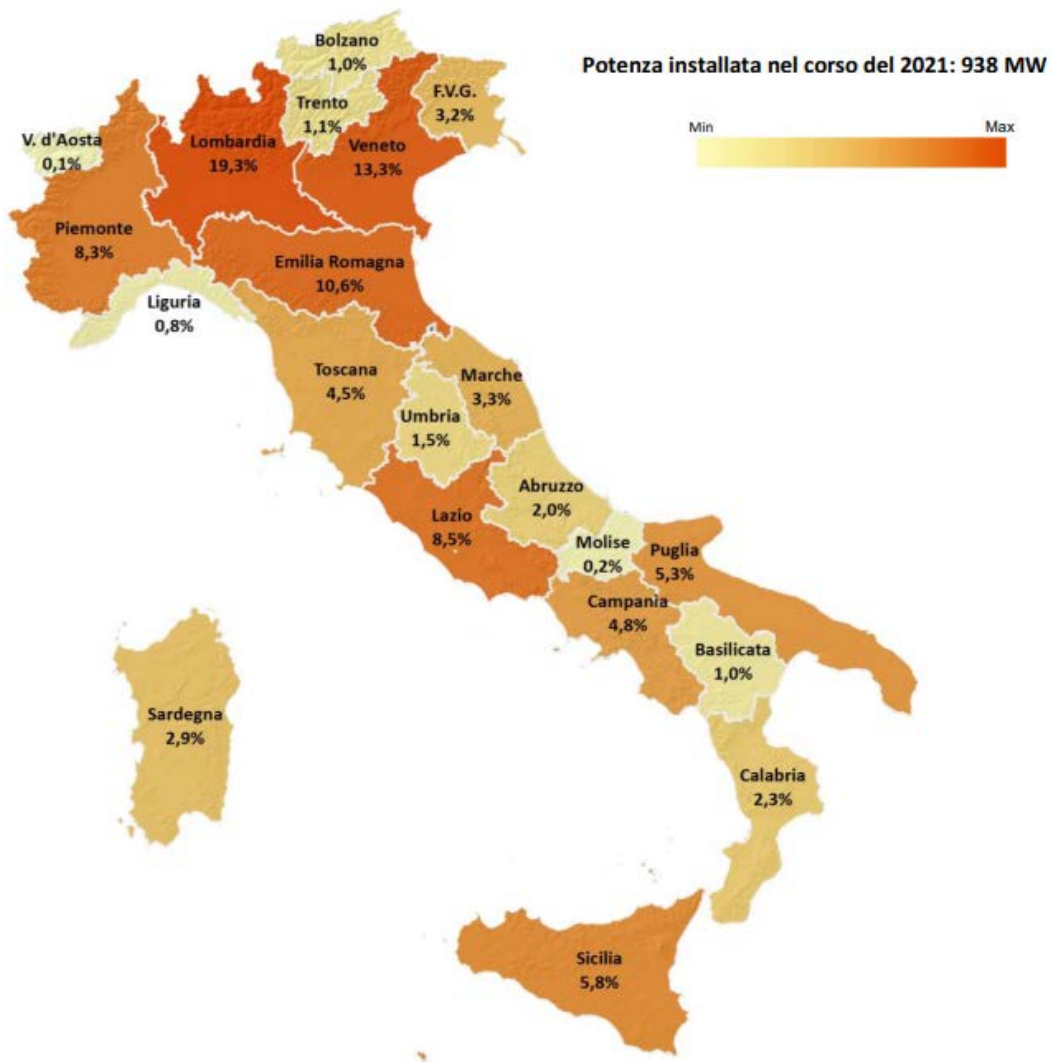 Potenza installata nel corso del 2021: 938 MW
Min
Max
Bolzano
1,0%
Trento
1,1%
F.V.G.
3,2%
V. d'Aosta
0,1%
Lombardia
19,3%
Veneto
13,3%
Piemonte
8,3%
Emilia Romagna
10,6%
Liguria
0,8%
Toscana
4,5%
Marche
3,3%
Umbria
1,5%
Abruzzo
2,0%
Lazio
8,5%
Molise
0,2%
Puglia
5,3%
Campania
4,8%
Basilicata
1,0%
Sardegna
2,9%
Calabria
2,3%
Sicilia
5,8%